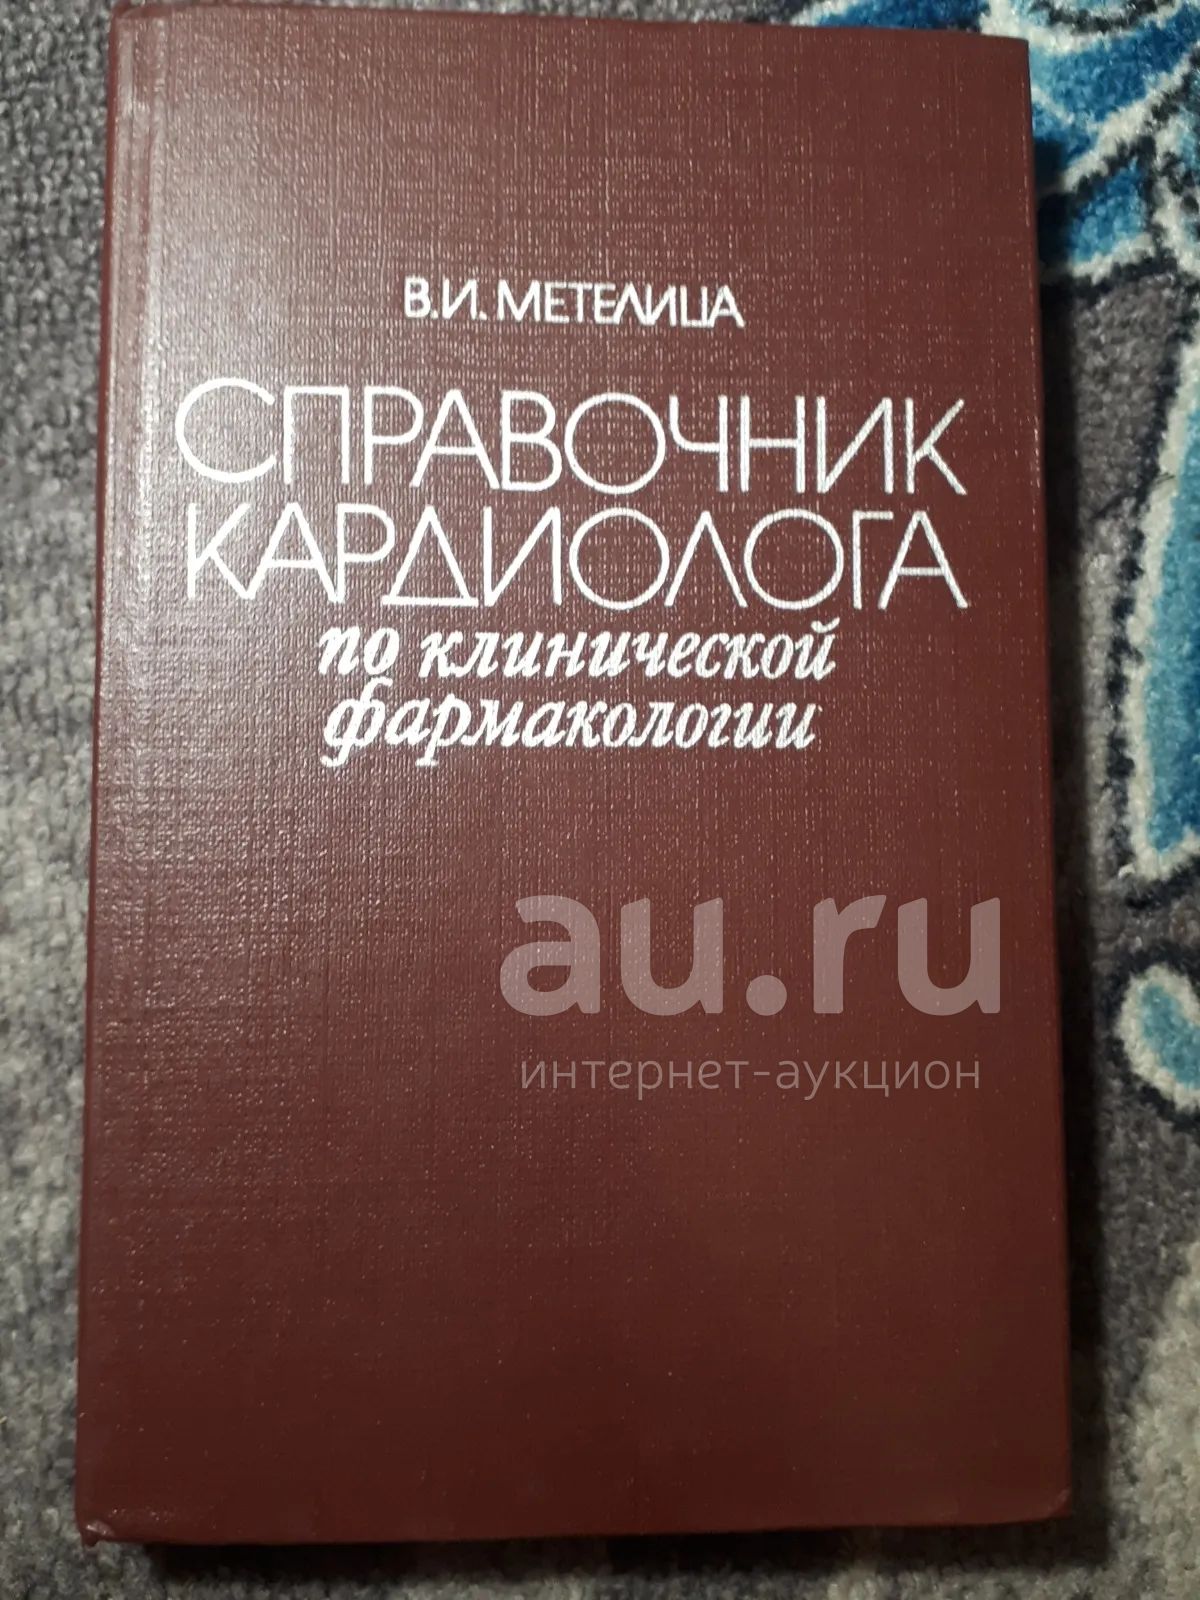 В.И. МЕТЕЛИЦА
СПРАВОЧНИК
КАРДИОЛОГА
по клинической
фармакологии
au.ru
интернет-аукцион